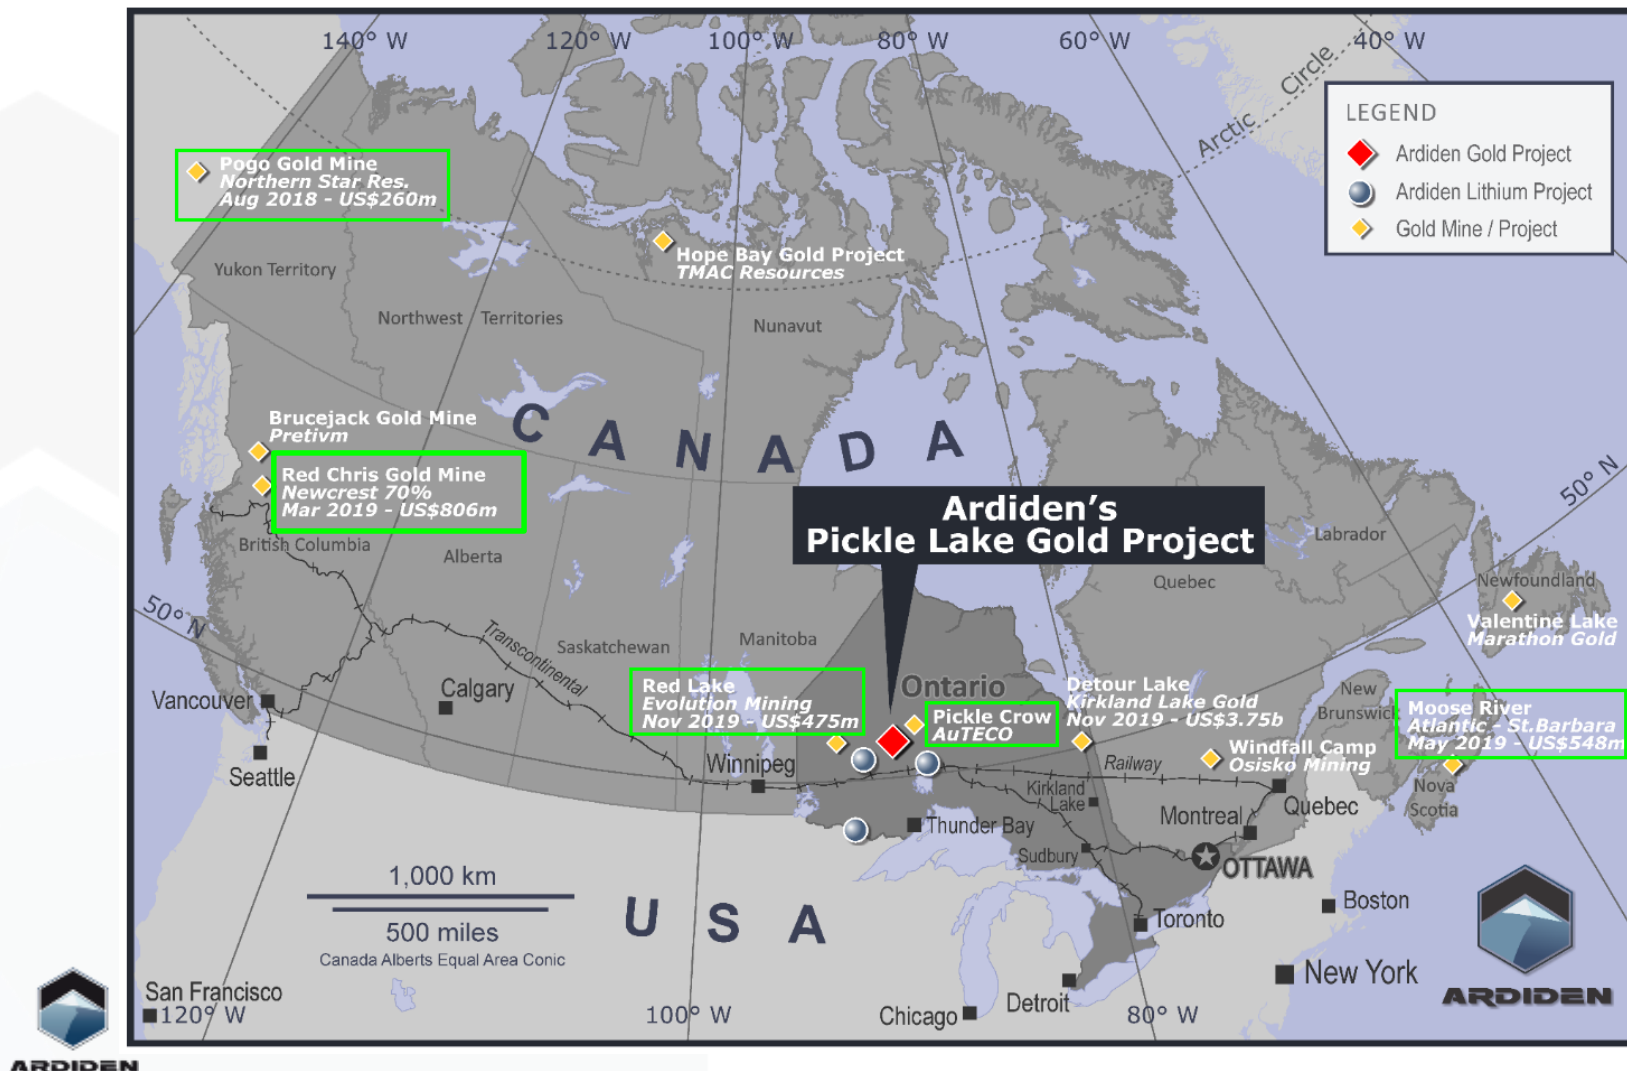 140° W
120° W
100° W
80° W
60° W
40° W
Arctic Circle
LEGEND
Ardiden Gold Project
Ardiden Lithium Project
Gold Mine / Project
Pogo Gold Mine
Northern Star Res.
Aug 2018 - US$260m
Hope Bay Gold Project
TMAC Resources
Yukon Territory
Northwest Territories
Nunavut
Brucejack Gold Mine
Pretivm
CANADA
Red Chris Gold Mine
Newcrest 70%
Mar 2019 - US$806m
50° N
Ardiden's
Pickle Lake Gold Project
British Columbia
Alberta
Labrador
Quebec
Newfoundland
50° N
Valentine Lake
Marathon Gold
Transcontinental
Saskatchewan
Manitoba
Red Lake
Evolution Mining
Nov 2019 - US$475m
Ontario
Detour Lake
Kirkland Lake Gold
Nov 2019 - US$3.75b
New
Brunswick
Moose River
Atlantic - St.Barbara
May 2019 - US$548m
Vancouver
Calgary
Pickle Crow
AuTECO
Windfall Camp
Osisko Mining
Seattle
Winnipeg
Railway
Kirkland
Lake
Nova
Scotia
Quebec
Montreal
Thunder Bay
Sudbury
OTTAWA
1,000 km
500 miles
Canada Alberts Equal Area Conic
USA
Boston
Toronto
New York
ARDIDEN
San Francisco
120° W
100° W
Chicago
Detroit
80° W
ARDIDEN